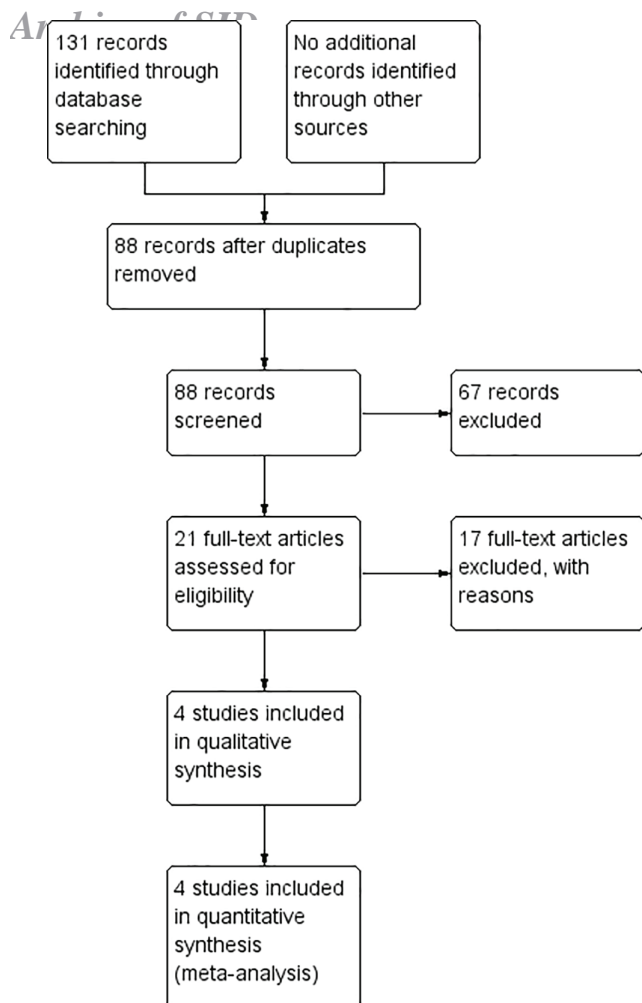 131 records
identified through
database
searching
No additional
records identified
through other
sources
88 records after duplicates
removed
88 records
screened
67 records
excluded
21 full-text articles
assessed for
eligibility
17 full-text articles
excluded, with
reasons
4 studies included
in qualitative
synthesis
4 studies included
in quantitative
synthesis
(meta-analysis)